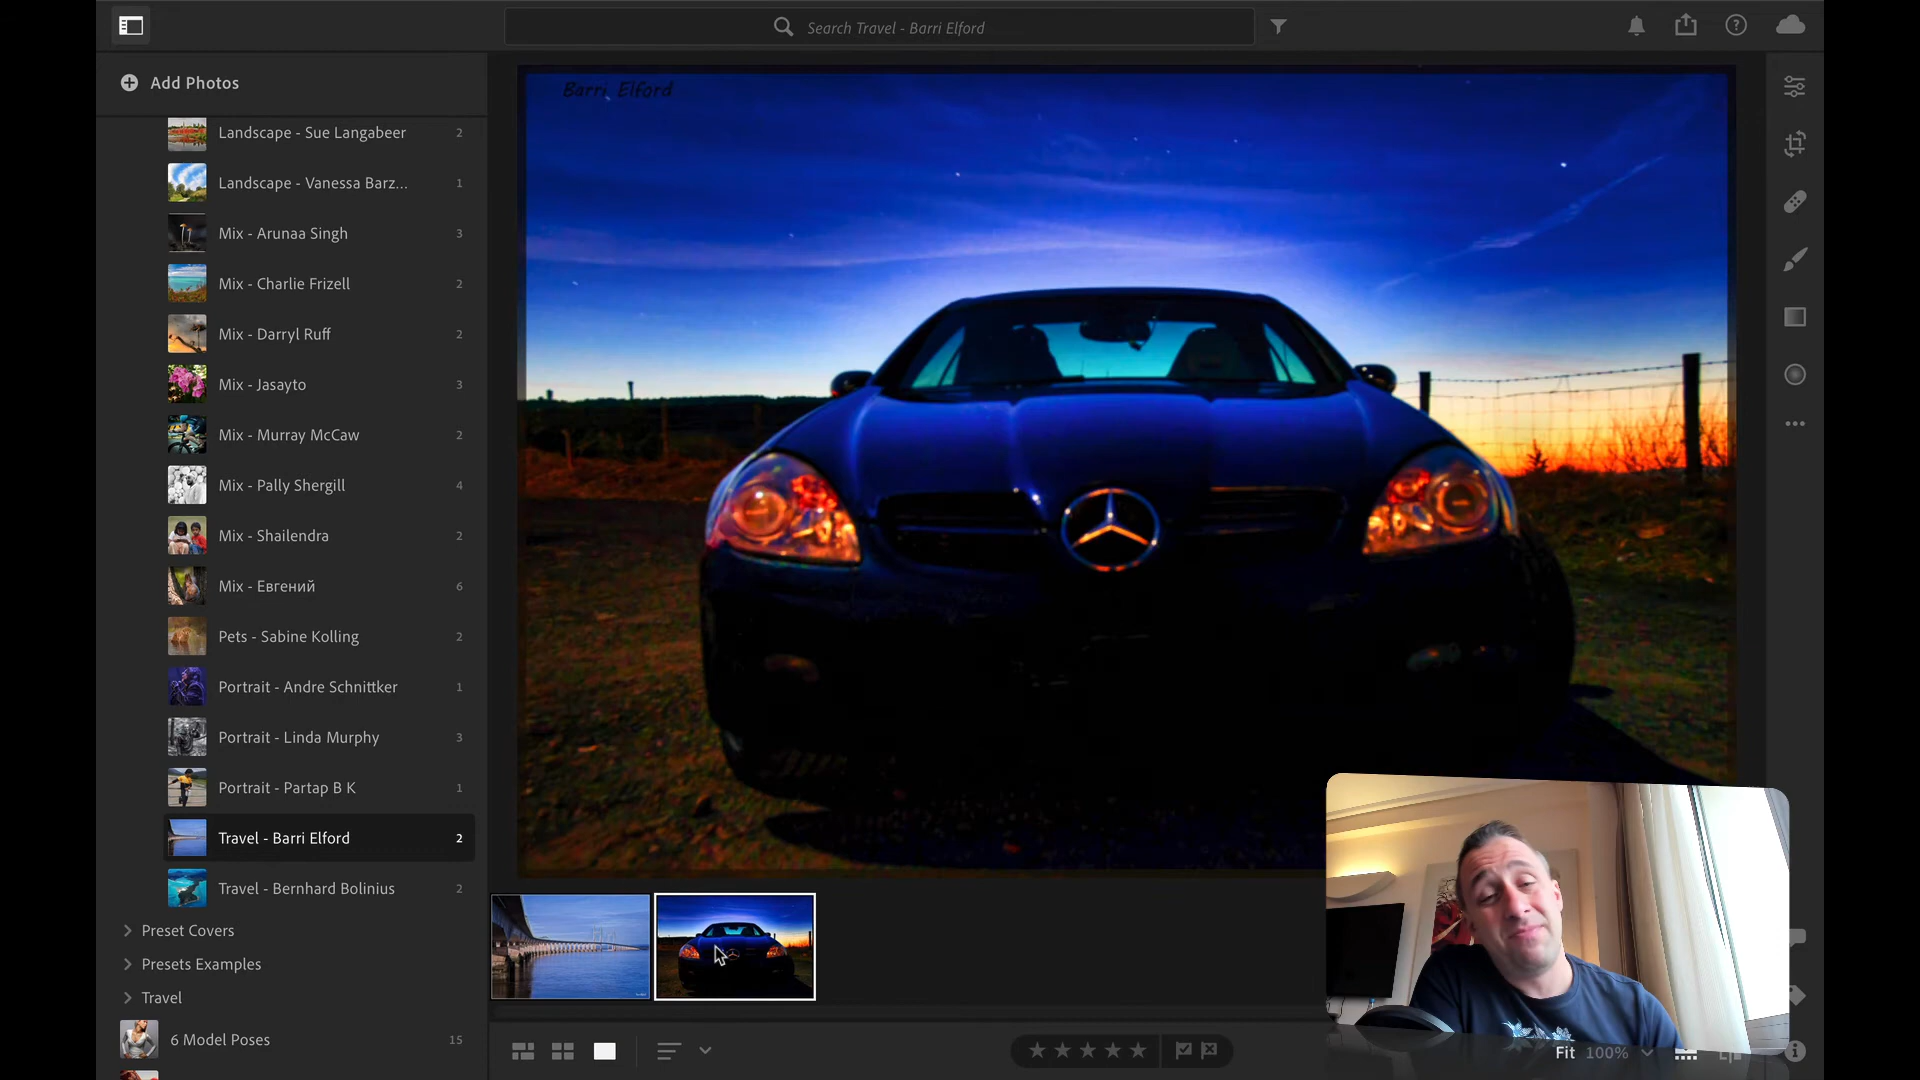 Search Travel - Barri Elford
Add Photos
Landscape - Sue Langabeer 2
Landscape - Vanessa Barz... 1
Mix - Arunaa Singh 3
Mix - Charlie Frizell 2
Mix - Darryl Ruff 2
Mix - Jasayto 3
Mix - Murray McCaw 2
Mix - Pally Shergill 4
Mix - Shailendra 2
Mix - Евгений 6
Pets - Sabine Kolling 2
Portrait - Andre Schnittker 1
Portrait - Linda Murphy 3
Portrait - Partap B K 1
Travel - Barri Elford 2
Travel - Bernhard Bolinius 2
Preset Covers
Presets Examples
Travel
6 Model Poses 15
Barri Elford
Fit 100%